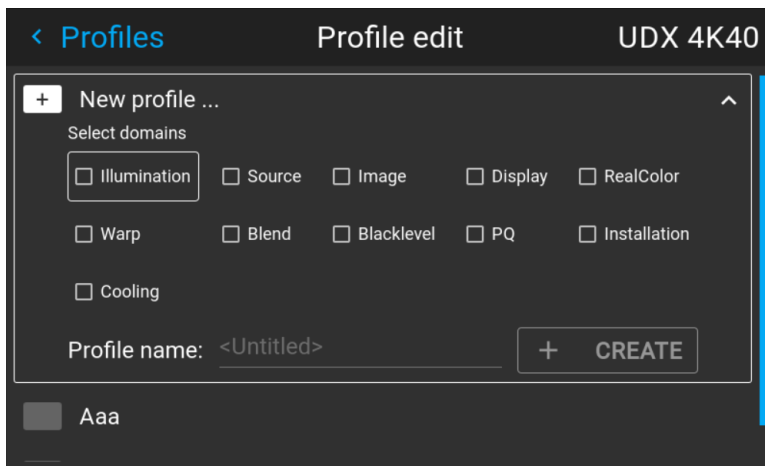 Profiles Profile edit UDX 4K40
+ New profile ...
Select domains
Illumination Source Image Display RealColor
Warp Blend Blacklevel PQ Installation
Cooling
Profile name: <Untitled> + CREATE
Aaa